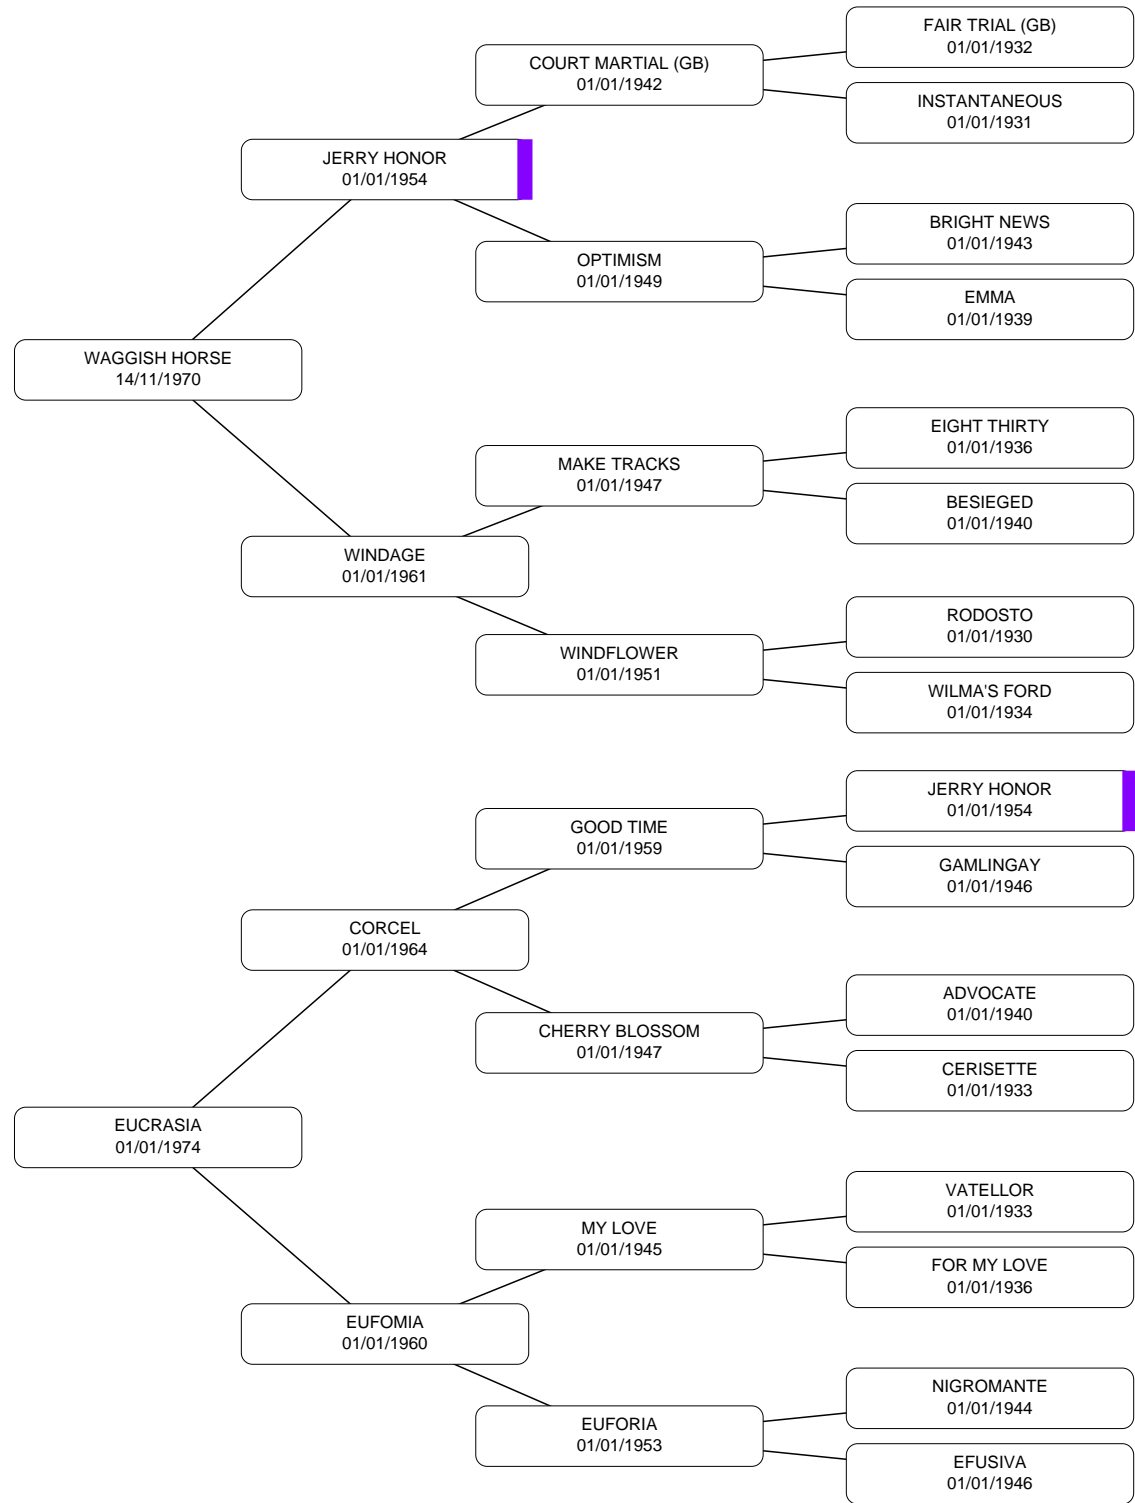 FAIR TRIAL (GB)
01/01/1932
COURT MARTIAL (GB)
01/01/1942
INSTANTANEOUS
01/01/1931
JERRY HONOR
01/01/1954
BRIGHT NEWS
01/01/1943
OPTIMISM
01/01/1949
EMMA
01/01/1939
WAGGISH HORSE
14/11/1970
EIGHT THIRTY
01/01/1936
MAKE TRACKS
01/01/1947
BESIEGED
01/01/1940
WINDAGE
01/01/1961
RODOSTO
01/01/1930
WINDFLOWER
01/01/1951
WILMA'S FORD
01/01/1934
JERRY HONOR
01/01/1954
GOOD TIME
01/01/1959
GAMLINGAY
01/01/1946
CORCEL
01/01/1964
ADVOCATE
01/01/1940
CHERRY BLOSSOM
01/01/1947
CERISETTE
01/01/1933
EUCRASIA
01/01/1974
VATELLOR
01/01/1933
MY LOVE
01/01/1945
FOR MY LOVE
01/01/1936
EUFOMIA
01/01/1960
NIGROMANTE
01/01/1944
EUFORIA
01/01/1953
EFUSIVA
01/01/1946